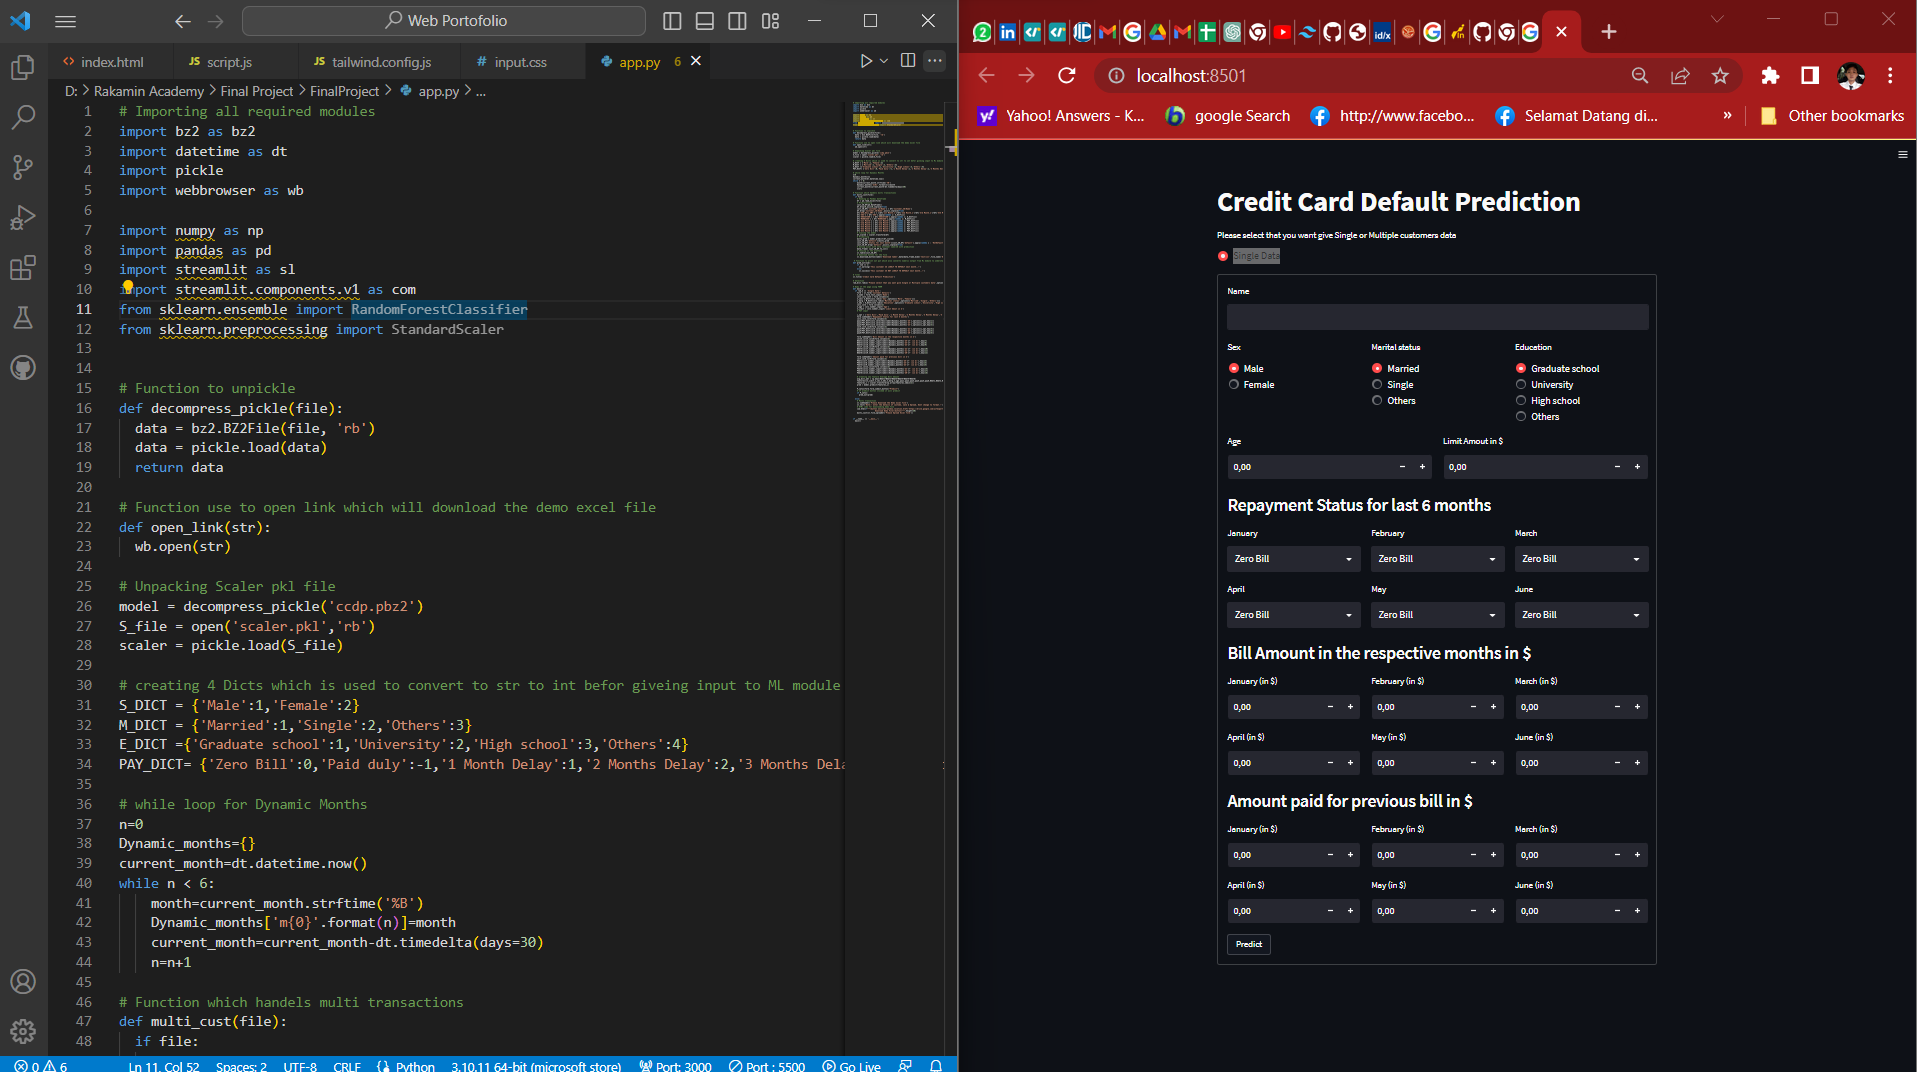 Web Portofolio
index.html
JS script.js
JS tailwind.config.js
# input.css
app.py 6
D: > Rakamin Academy > Final Project > FinalProject > app.py > ...
1 # Importing all required modules
2 import bz2 as bz2
3 import datetime as dt
4 import pickle
5 import webbrowser as wb
6
7 import numpy as np
8 import pandas as pd
9 import streamlit as sl
10 import streamlit.components.v1 as com
11 from sklearn.ensemble import RandomForestClassifier
12 from sklearn.preprocessing import StandardScaler
13
14
15 # Function to unpickle
16 def decompress_pickle(file):
17 data = bz2.BZ2File(file, 'rb')
18 data = pickle.load(data)
19 return data
20
21 # Function use to open link which will download the demo excel file
22 def open_link(str):
23 wb.open(str)
24
25 # Unpacking Scaler pkl file
26 model = decompress_pickle('ccdp.pbz2')
27 S_file = open('scaler.pkl','rb')
28 scaler = pickle.load(S_file)
29
30 # creating 4 Dicts which is used to convert to str to int befor giveing input to ML module
31 S_DICT = {'Male':1,'Female':2}
32 M_DICT = {'Married':1,'Single':2,'Others':3}
33 E_DICT ={'Graduate school':1,'University':2,'High school':3,'Others':4}
34 PAY_DICT= {'Zero Bill':0,'Paid duly':-1,'1 Month Delay':1,'2 Months Delay':2,'3 Months Dela
35
36 # while loop for Dynamic Months
37 n=0
38 Dynamic_months={}
39 current_month=dt.datetime.now()
40 while n < 6:
41 month=current_month.strftime('%B')
42 Dynamic_months['m{0}'.format(n)]=month
43 current_month=current_month-dt.timedelta(days=30)
44 n=n+1
45
46 # Function which handels multi transactions
47 def multi_cust(file):
48 if file:
0 6 Ln 11, Col 52 Spaces: 2 UTF-8 CRLF Python 3.10.11 64-bit (microsoft store) Port: 3000 Port : 5500 Go Live
localhost:8501
Yahoo! Answers - K...
google Search
http://www.facebo...
Selamat Datang di...
»
Other bookmarks
Credit Card Default Prediction
Please select that you want give Single or Multiple customers data
Single Data
Name
Sex Marital status Education
Male Married Graduate school
Female Single University
Others High school
Others
Age Limit Amout in $
0,00 - + 0,00 - +
Repayment Status for last 6 months
January February March
Zero Bill Zero Bill Zero Bill
April May June
Zero Bill Zero Bill Zero Bill
Bill Amount in the respective months in $
January (in $) February (in $) March (in $)
0,00 - + 0,00 - + 0,00 - +
April (in $) May (in $) June (in $)
0,00 - + 0,00 - + 0,00 - +
Amount paid for previous bill in $
January (in $) February (in $) March (in $)
0,00 - + 0,00 - + 0,00 - +
April (in $) May (in $) June (in $)
0,00 - + 0,00 - + 0,00 - +
Predict